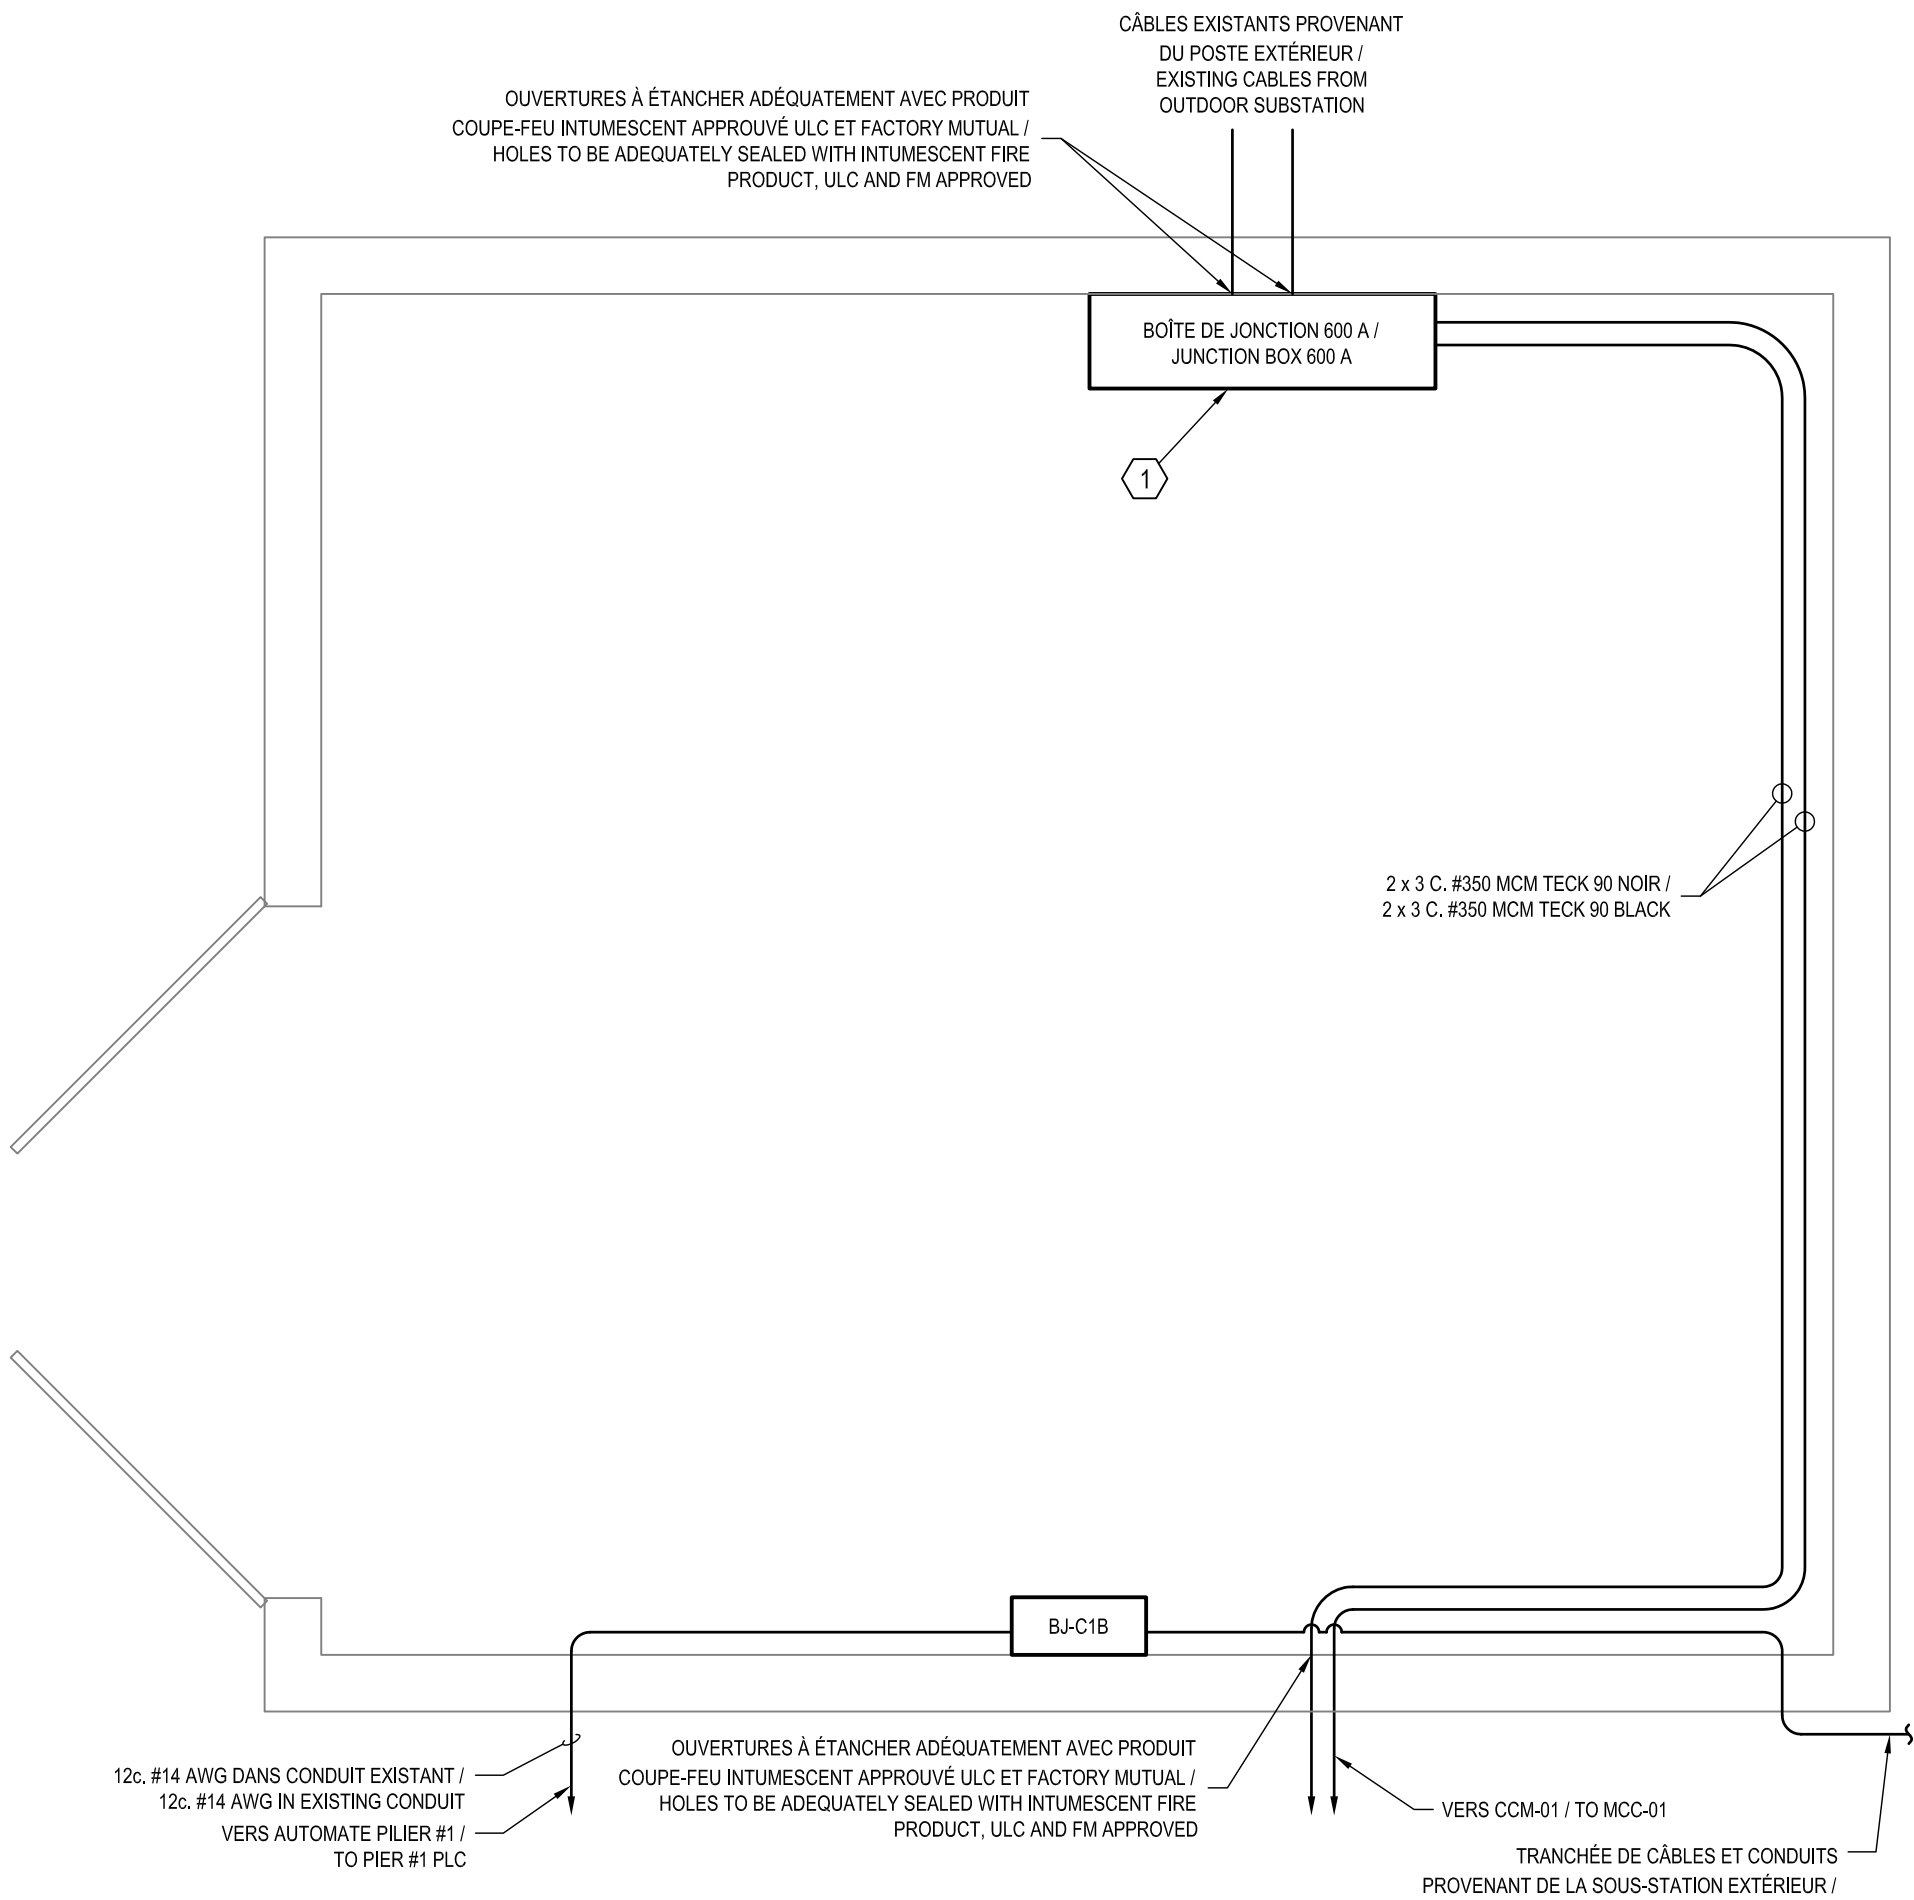 CÂBLES EXISTANTS PROVENANT
DU POSTE EXTÉRIEUR /
EXISTING CABLES FROM
OUTDOOR SUBSTATION
OUVERTURES À ÉTANCHER ADÉQUATEMENT AVEC PRODUIT
COUPE-FEU INTUMESCENT APPROUVÉ ULC ET FACTORY MUTUAL /
HOLES TO BE ADEQUATELY SEALED WITH INTUMESCENT FIRE
PRODUCT, ULC AND FM APPROVED
BOÎTE DE JONCTION 600 A /
JUNCTION BOX 600 A
1
2 x 3 C. #350 MCM TECK 90 NOIR /
2 x 3 C. #350 MCM TECK 90 BLACK
BJ-C1B
12c. #14 AWG DANS CONDUIT EXISTANT /
12c. #14 AWG IN EXISTING CONDUIT
VERS AUTOMATE PILIER #1 /
TO PIER #1 PLC
OUVERTURES À ÉTANCHER ADÉQUATEMENT AVEC PRODUIT
COUPE-FEU INTUMESCENT APPROUVÉ ULC ET FACTORY MUTUAL /
HOLES TO BE ADEQUATELY SEALED WITH INTUMESCENT FIRE
PRODUCT, ULC AND FM APPROVED
VERS CCM-01 / TO MCC-01
TRANCHÉE DE CÂBLES ET CONDUITS
PROVENANT DE LA SOUS-STATION EXTÉRIEUR /